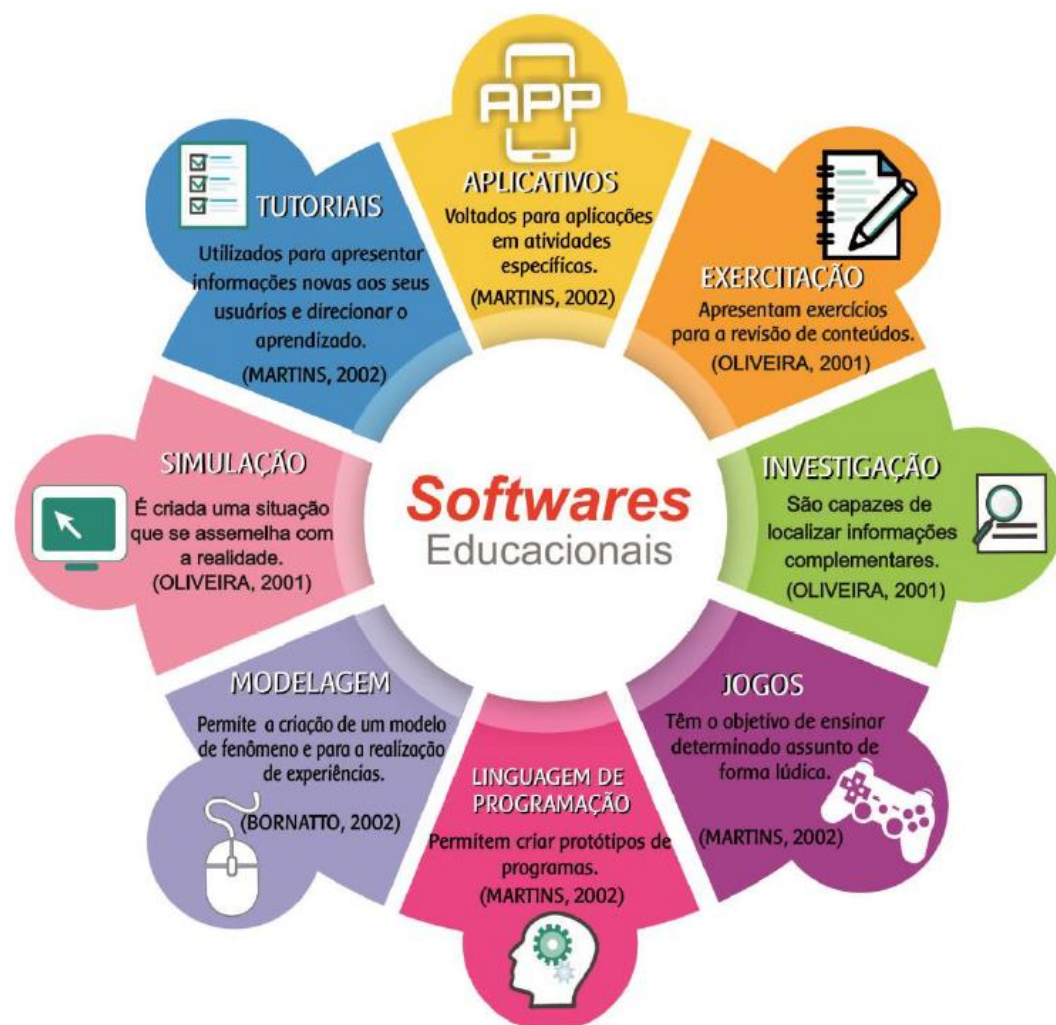 Softwares
Educacionais
APP
APLICATIVOS
Voltados para aplicações
em atividades
específicas.
(MARTINS, 2002)
EXERCITAÇÃO
Apresentam exercícios
para a revisão de conteúdos.
(OLIVEIRA, 2001)
INVESTIGAÇÃO
São capazes de
localizar informações
complementares.
(OLIVEIRA, 2001)
JOGOS
Têm o objetivo de ensinar
determinado assunto de
forma lúdica.
(MARTINS, 2002)
LINGUAGEM DE
PROGRAMAÇÃO
Permitem criar protótipos de
programas.
(MARTINS, 2002)
MODELAGEM
Permite a criação de um modelo
de fenômeno e para a realização
de experiências.
(BORNATTO, 2002)
SIMULAÇÃO
É criada uma situação
que se assemelha com
a realidade.
(OLIVEIRA, 2001)
TUTORIAIS
Utilizados para apresentar
informações novas aos seus
usuários e direcionar o
aprendizado.
(MARTINS, 2002)